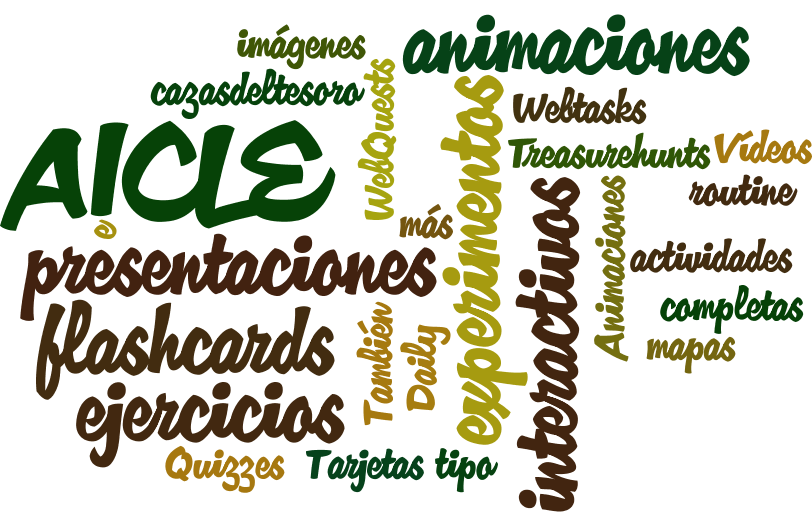 imágenes
animaciones
cazasdeltesoro
WebQuests
experimentos
Webtasks
AICLE
Treasurehunts
Vídeos
routine
e
más
interactivos
Animaciones
presentaciones
actividades
completas
flashcards
También
Daily
mapas
ejercicios
Quizzes
Tarjetas tipo